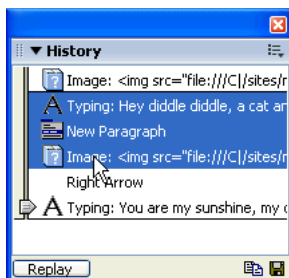 History
Image: <img src="file:///C|/sites/r
Typing: Hey diddle diddle, a cat an
New Paragraph
Image: <img src="file:///C|/sites/r
Right Arrow
Typing: You are my sunshine, my
Replay